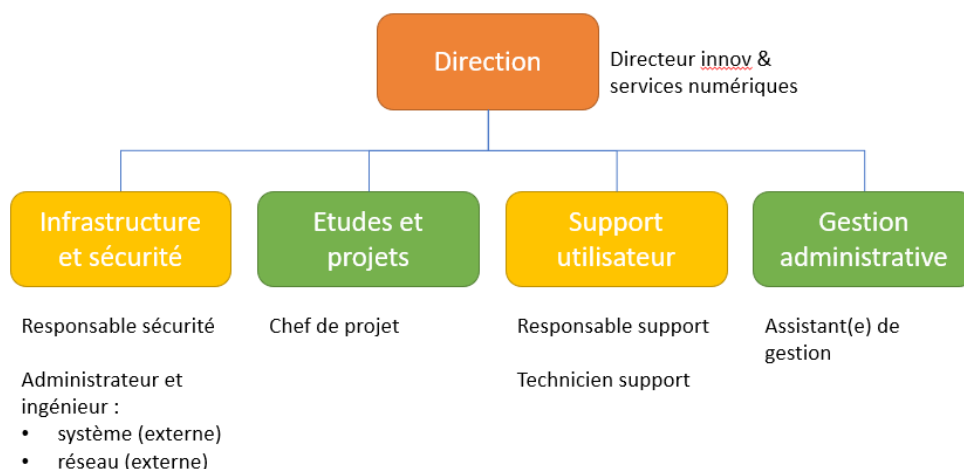 Direction
Directeur innov &
services numériques
Infrastructure
et sécurité
Etudes et
projets
Support
utilisateur
Gestion
administrative
Responsable sécurité
Administrateur et
ingénieur :
• système (externe)
• réseau (externe)
Chef de projet
Responsable support
Technicien support
Assistant(e) de
gestion